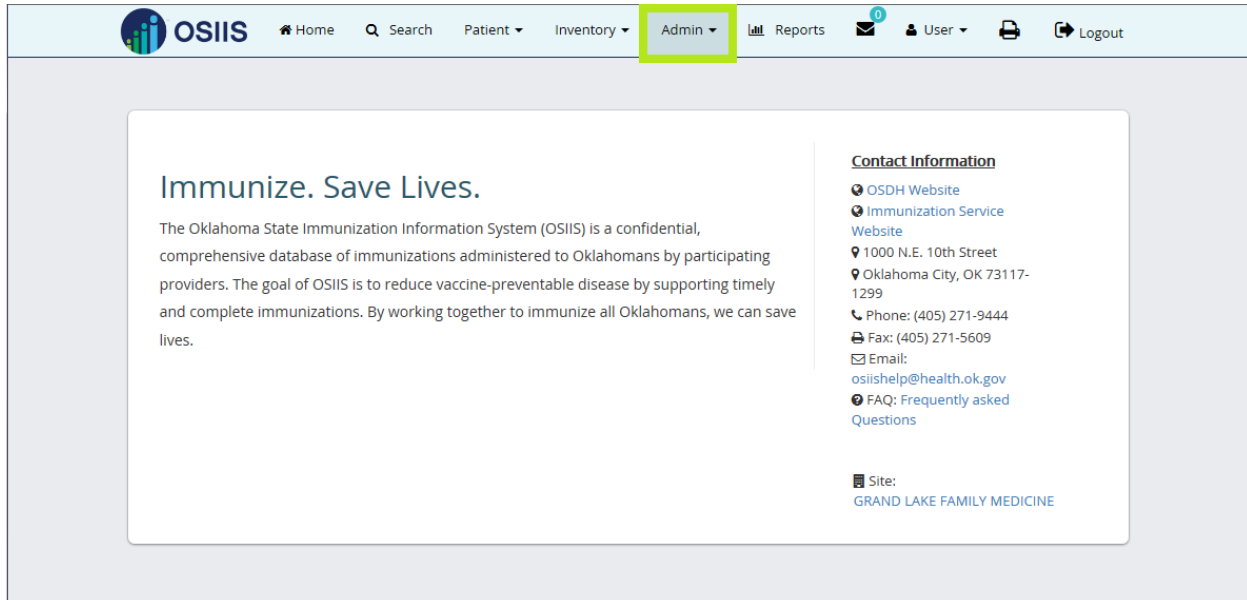 OSIIS Home Search Patient Inventory Admin Reports 0 User Logout
Immunize. Save Lives.
The Oklahoma State Immunization Information System (OSIIS) is a confidential,
comprehensive database of immunizations administered to Oklahomans by participating
providers. The goal of OSIIS is to reduce vaccine-preventable disease by supporting timely
and complete immunizations. By working together to immunize all Oklahomans, we can save
lives.
Contact Information
OSDH Website
Immunization Service
Website
1000 N.E. 10th Street
Oklahoma City, OK 73117-
1299
Phone: (405) 271-9444
Fax: (405) 271-5609
Email:
osiishelp@health.ok.gov
FAQ: Frequently asked
Questions
Site:
GRAND LAKE FAMILY MEDICINE